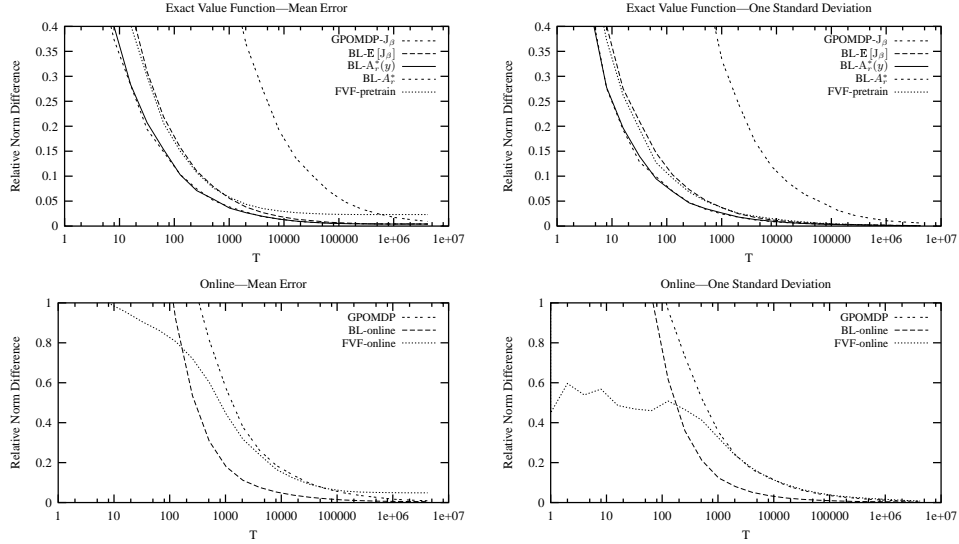 Exact Value Function—Mean Error
Relative Norm Difference
0.4
0.35
0.3
0.25
0.2
0.15
0.1
0.05
0
1 10 100 1000 10000 100000 1e+06 1e+07
T
GPOMDP-J_β
BL-E[J_β]
BL-A*_r(y)
BL-A*_r
FVF-pretrain
Exact Value Function—One Standard Deviation
Relative Norm Difference
0.4
0.35
0.3
0.25
0.2
0.15
0.1
0.05
0
1 10 100 1000 10000 100000 1e+06 1e+07
T
GPOMDP-J_β
BL-E[J_β]
BL-A*_r(y)
BL-A*_r
FVF-pretrain
Online—Mean Error
Relative Norm Difference
1
0.8
0.6
0.4
0.2
0
1 10 100 1000 10000 100000 1e+06 1e+07
T
GPOMDP
BL-online
FVF-online
Online—One Standard Deviation
Relative Norm Difference
1
0.8
0.6
0.4
0.2
0
1 10 100 1000 10000 100000 1e+06 1e+07
T
GPOMDP
BL-online
FVF-online